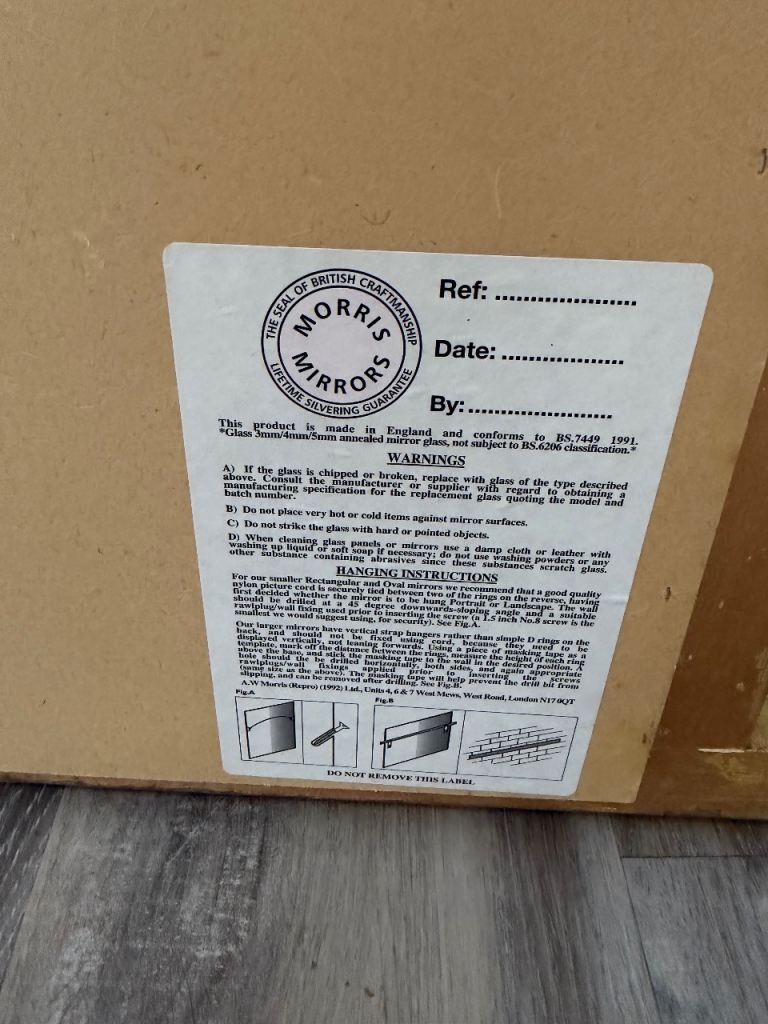 THE SEAL OF BRITISH CRAFTMANSHIP
MORRIS
MIRRORS
LIFETIME SILVERING GUARANTEE
Ref: .....................
Date: ..................
By: .....................
This product is made in England and conforms to BS.7449 1991.
*Glass 3mm/4mm/5mm annealed mirror glass, not subject to BS.6206 classification.*
WARNINGS
A) If the glass is chipped or broken, replace with glass of the type described
above. Consult the manufacturer or supplier with regard to obtaining a
manufacturing specification for the replacement glass quoting the model and
batch number.
B) Do not place very hot or cold items against mirror surfaces.
C) Do not strike the glass with hard or pointed objects.
D) When cleaning glass panels or mirrors use a damp cloth or leather with
washing up liquid or soft soap if necessary; do not use washing powders or any
other substance containing abrasives since these substances scratch glass.
HANGING INSTRUCTIONS
For our smaller Rectangular and Oval mirrors we recommend that a good quality
nylon picture cord is securely tied between two of the rings on the reverse, having
first decided whether the mirror is to be hung Portrait or Landscape. The wall
should be drilled at a 45 degree downwards-sloping angle and a suitable
rawlplug/wall fixing used prior to inserting the screw (a 1.5 inch No.8 screw is the
smallest we would suggest using, for security). See Fig.A.
Our larger mirrors have vertical strap hangers rather than simple D rings on the
back, and should not be fixed using cord, because they need to be
displayed vertically, not leaning forwards. Using a piece of masking tape as a
template, mark off the distance between the rings, measure the height of each ring
above the base, and stick the masking tape to the wall in the desired position. A
hole should the be drilled horizontally, both sides, and again appropriate
rawlplugs/wall fixings applied prior to inserting the screws
(same size as the above). The masking tape will help prevent the drill bit from
slipping, and can be removed after drilling. See Fig.B.
A.W Morris (Repro) (1992) Ltd., Units 4, 6 & 7 West Mews, West Road, London N17 0QT
Fig.A
Fig.B
DO NOT REMOVE THIS LABEL